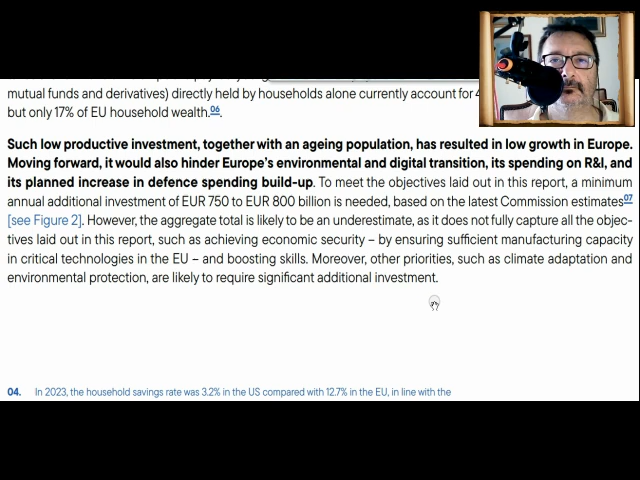 mutual funds and derivatives) directly held by households alone currently account for 4
but only 17% of EU household wealth.06.
Such low productive investment, together with an ageing population, has resulted in low growth in Europe.
Moving forward, it would also hinder Europe's environmental and digital transition, its spending on R&I, and
its planned increase in defence spending build-up. To meet the objectives laid out in this report, a minimum
annual additional investment of EUR 750 to EUR 800 billion is needed, based on the latest Commission estimates07
[see Figure 2]. However, the aggregate total is likely to be an underestimate, as it does not fully capture all the objec-
tives laid out in this report, such as achieving economic security – by ensuring sufficient manufacturing capacity
in critical technologies in the EU – and boosting skills. Moreover, other priorities, such as climate adaptation and
environmental protection, are likely to require significant additional investment.
04. In 2023, the household savings rate was 3.2% in the US compared with 12.7% in the EU, in line with the